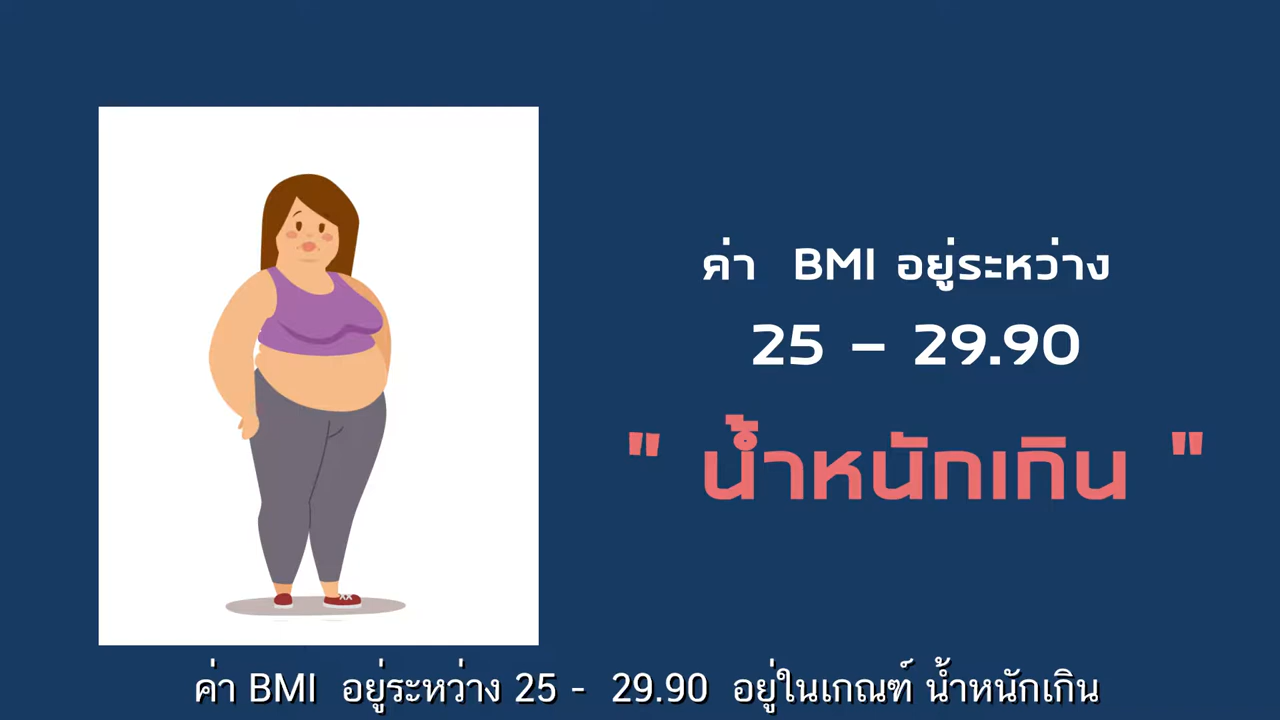 ค่า BMI อยู่ระหว่าง
25 – 29.90
" น้ำหนักเกิน "
ค่า BMI อยู่ระหว่าง 25 - 29.90 อยู่ในเกณฑ์ น้ำหนักเกิน